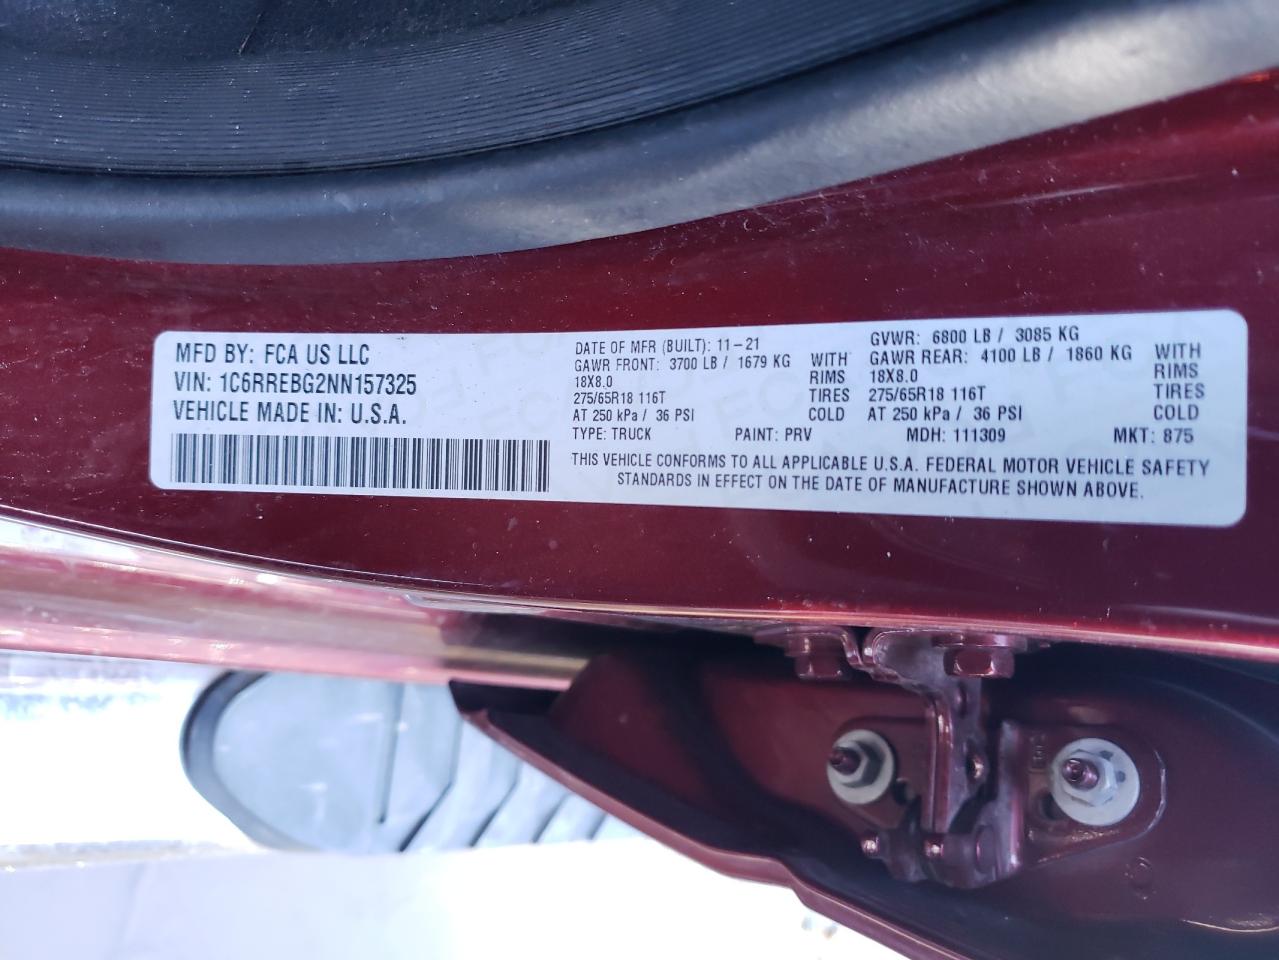 MFD BY: FCA US LLC
VIN: 1C6RREBG2NN157325
VEHICLE MADE IN: U.S.A.
DATE OF MFR (BUILT): 11-21
GAWR FRONT: 3700 LB / 1679 KG WITH
18X8.0 RIMS
275/65R18 116T TIRES
AT 250 kPa / 36 PSI COLD
GVWR: 6800 LB / 3085 KG
GAWR REAR: 4100 LB / 1860 KG WITH
18X8.0 RIMS
275/65R18 116T TIRES
AT 250 kPa / 36 PSI COLD
TYPE: TRUCK PAINT: PRV MDH: 111309 MKT: 875
THIS VEHICLE CONFORMS TO ALL APPLICABLE U.S.A. FEDERAL MOTOR VEHICLE SAFETY
STANDARDS IN EFFECT ON THE DATE OF MANUFACTURE SHOWN ABOVE.